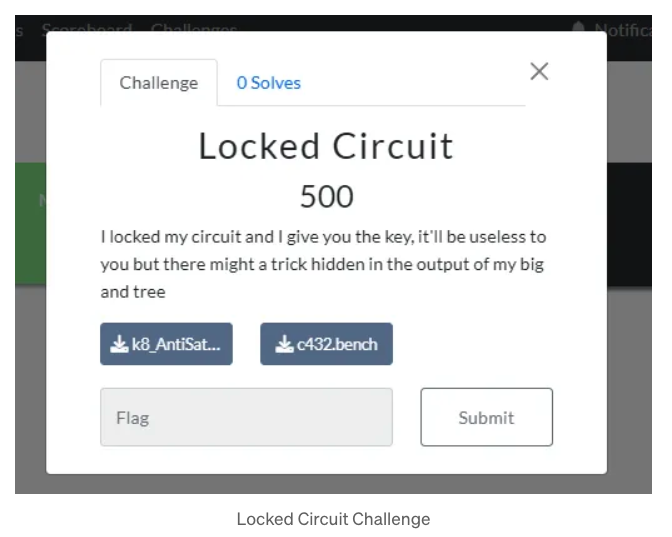 s Scoreboard Challenges Notifica
Challenge 0 Solves
Locked Circuit
500
I locked my circuit and I give you the key, it'll be useless to
you but there might a trick hidden in the output of my big
and tree
k8_AntiSat... c432.bench
Flag Submit
Locked Circuit Challenge